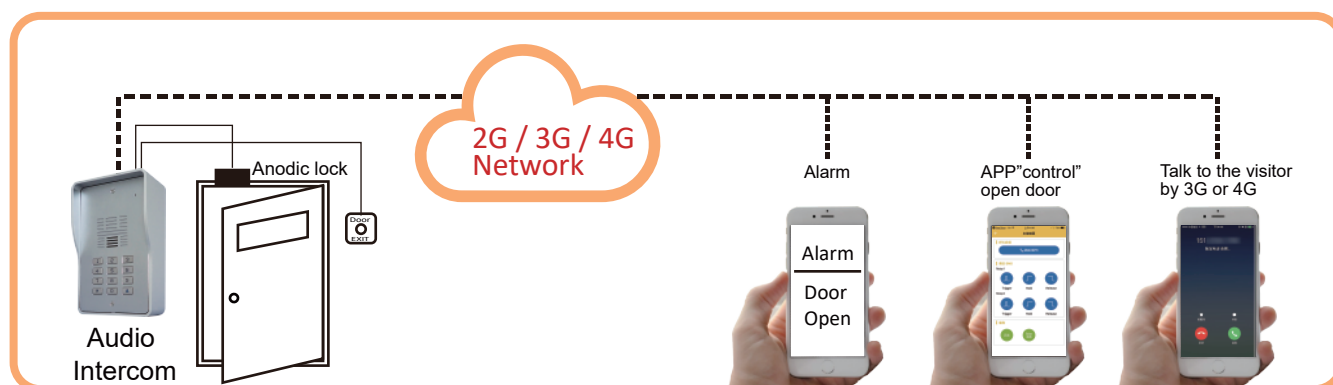 2G / 3G / 4G
Network
Anodic lock
Door
EXIT
Audio
Intercom
Alarm
Alarm
Door
Open
APP"control"
open door
Talk to the visitor
by 3G or 4G
101